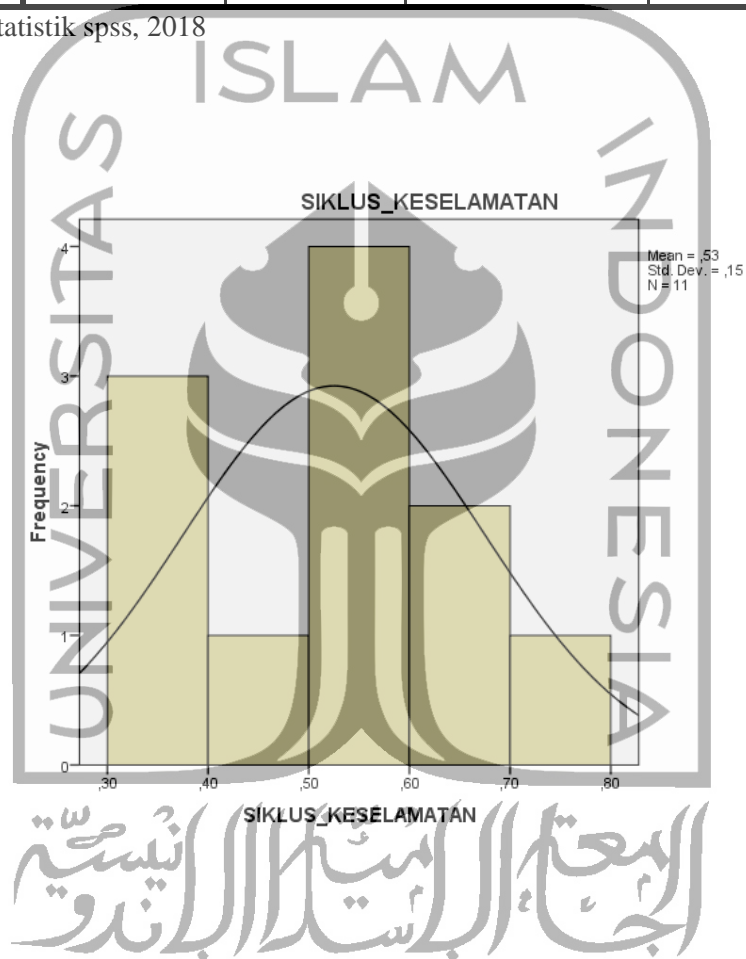 tatistik spss, 2018
ISLAM
UNIVERSITAS
INDONESIA
SIKLUS_KESELAMATAN
Mean = ,53
Std. Dev. = ,15
N = 11
Frequency
4
3
2
1
0
,30 ,40 ,50 ,60 ,70 ,80
SIKLUS_KESELAMATAN